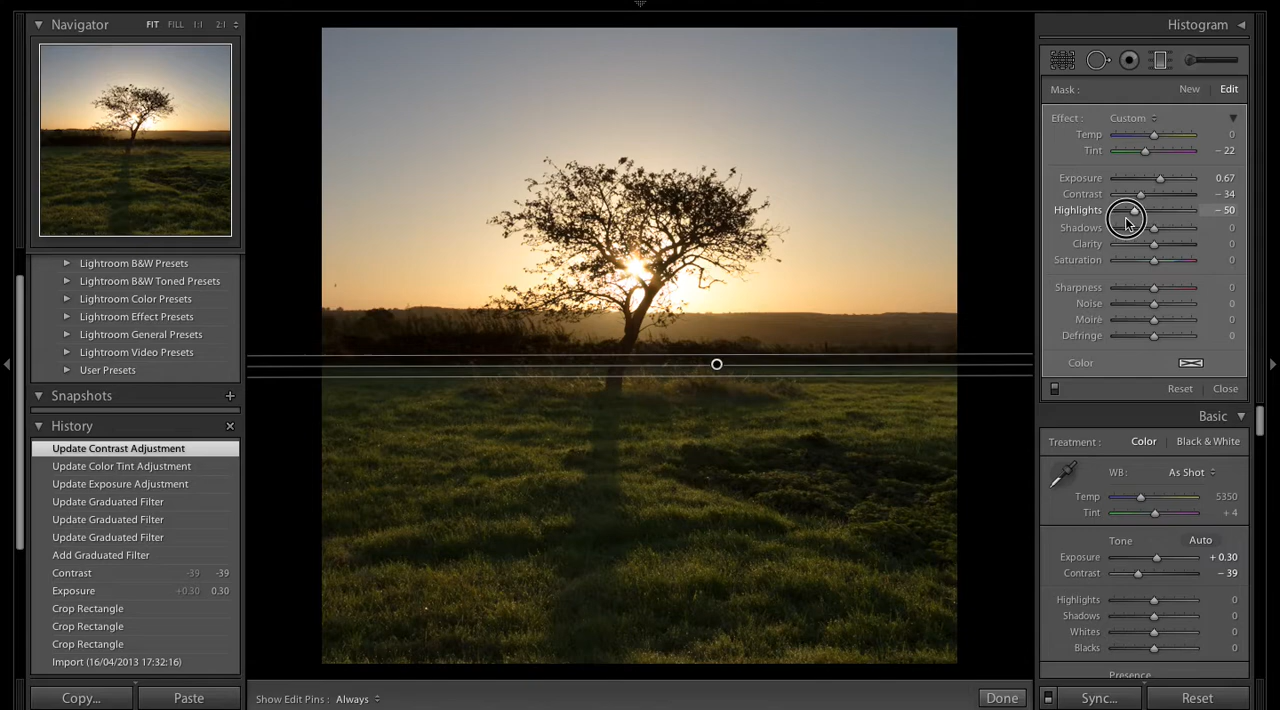 Navigator FIT FILL 1:1 2:1
Lightroom B&W Presets
Lightroom B&W Toned Presets
Lightroom Color Presets
Lightroom Effect Presets
Lightroom General Presets
Lightroom Video Presets
User Presets
Snapshots
History
Update Contrast Adjustment
Update Color Tint Adjustment
Update Exposure Adjustment
Update Graduated Filter
Update Graduated Filter
Update Graduated Filter
Add Graduated Filter
Contrast -39 -39
Exposure +0.30 0.30
Crop Rectangle
Crop Rectangle
Crop Rectangle
Import (16/04/2013 17:32:16)
Copy... Paste
Show Edit Pins : Always Done
Histogram
Mask : New Edit
Effect : Custom
Temp 0
Tint – 22
Exposure 0.67
Contrast – 34
Highlights – 50
Shadows 0
Clarity 0
Saturation 0
Sharpness 0
Noise 0
Moiré 0
Defringe 0
Color
Reset Close
Basic
Treatment : Color Black & White
WB: As Shot
Temp 5350
Tint + 4
Tone Auto
Exposure + 0.30
Contrast – 39
Highlights 0
Shadows 0
Whites 0
Blacks 0
Presence
Sync... Reset